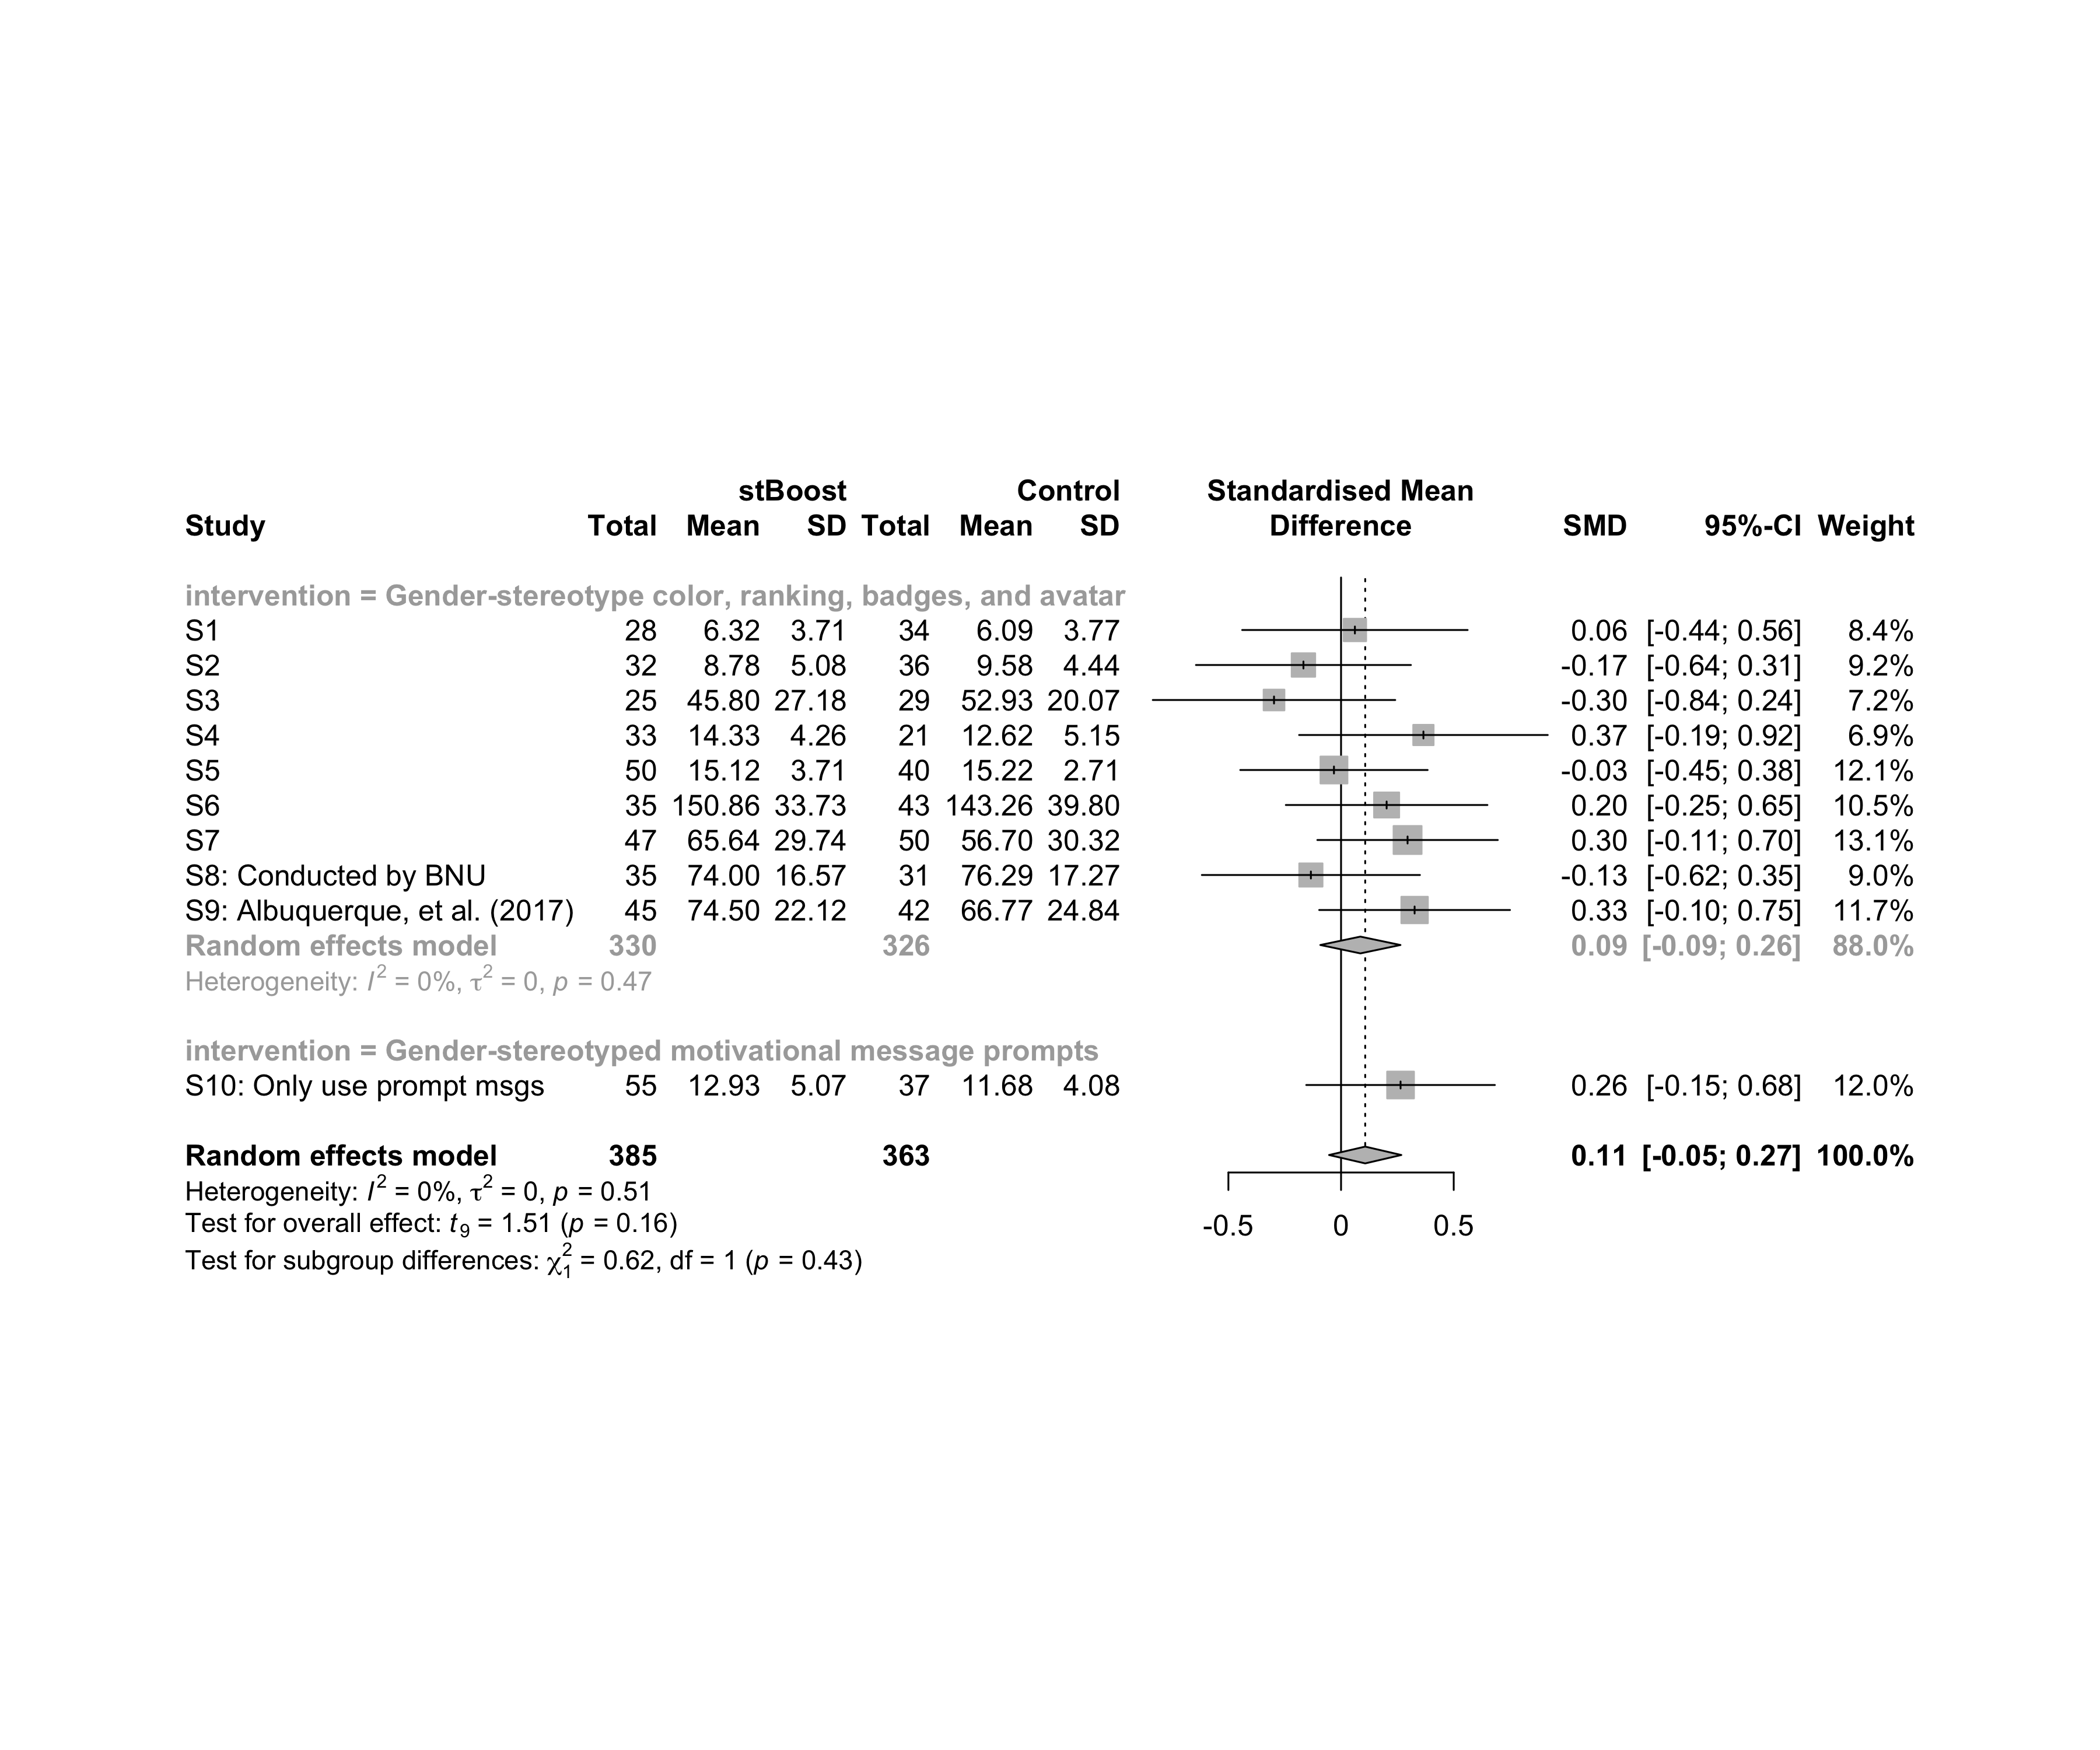 stBoost Control Standardised Mean
Study Total Mean SD Total Mean SD Difference SMD 95%-CI Weight
intervention = Gender-stereotype color, ranking, badges, and avatar
S1 28 6.32 3.71 34 6.09 3.77 0.06 [-0.44; 0.56] 8.4%
S2 32 8.78 5.08 36 9.58 4.44 -0.17 [-0.64; 0.31] 9.2%
S3 25 45.80 27.18 29 52.93 20.07 -0.30 [-0.84; 0.24] 7.2%
S4 33 14.33 4.26 21 12.62 5.15 0.37 [-0.19; 0.92] 6.9%
S5 50 15.12 3.71 40 15.22 2.71 -0.03 [-0.45; 0.38] 12.1%
S6 35 150.86 33.73 43 143.26 39.80 0.20 [-0.25; 0.65] 10.5%
S7 47 65.64 29.74 50 56.70 30.32 0.30 [-0.11; 0.70] 13.1%
S8: Conducted by BNU 35 74.00 16.57 31 76.29 17.27 -0.13 [-0.62; 0.35] 9.0%
S9: Albuquerque, et al. (2017) 45 74.50 22.12 42 66.77 24.84 0.33 [-0.10; 0.75] 11.7%
Random effects model 330 326 0.09 [-0.09; 0.26] 88.0%
Heterogeneity: I² = 0%, τ² = 0, p = 0.47
intervention = Gender-stereotyped motivational message prompts
S10: Only use prompt msgs 55 12.93 5.07 37 11.68 4.08 0.26 [-0.15; 0.68] 12.0%
Random effects model 385 363 0.11 [-0.05; 0.27] 100.0%
Heterogeneity: I² = 0%, τ² = 0, p = 0.51
Test for overall effect: t₉ = 1.51 (p = 0.16)
-0.5 0 0.5
Test for subgroup differences: χ²₁ = 0.62, df = 1 (p = 0.43)